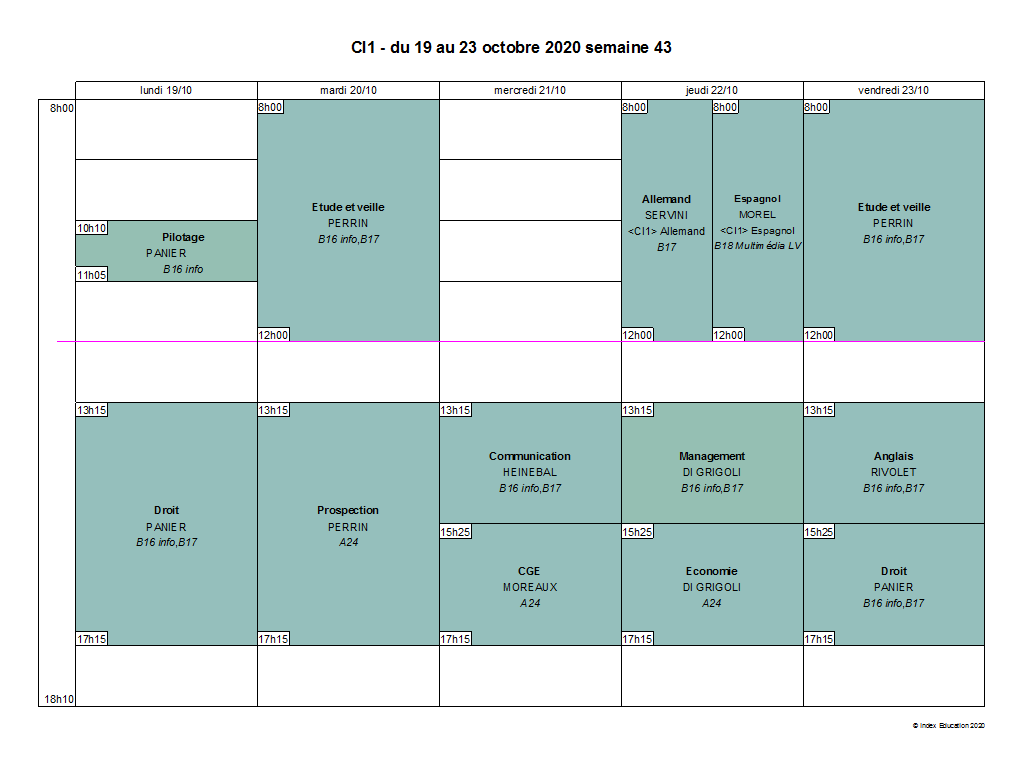 CI1 - du 19 au 23 octobre 2020 semaine 43
lundi 19/10
mardi 20/10
mercredi 21/10
jeudi 22/10
vendredi 23/10
8h00
18h10
10h10
Pilotage
PANIER
B16 info
11h05
13h15
Droit
PANIER
B16 info,B17
17h15
8h00
Etude et veille
PERRIN
B16 info,B17
12h00
13h15
Prospection
PERRIN
A24
17h15
13h15
Communication
HEINEBAL
B16 info,B17
15h25
CGE
MOREAUX
A24
17h15
8h00
Allemand
SERVINI
<CI1> Allemand
B17
12h00
8h00
Espagnol
MOREL
<CI1> Espagnol
B18 Multimédia LV
12h00
13h15
Management
DI GRIGOLI
B16 info,B17
15h25
Economie
DI GRIGOLI
A24
17h15
8h00
Etude et veille
PERRIN
B16 info,B17
12h00
13h15
Anglais
RIVOLET
B16 info,B17
15h25
Droit
PANIER
B16 info,B17
17h15
© Index Education 2020